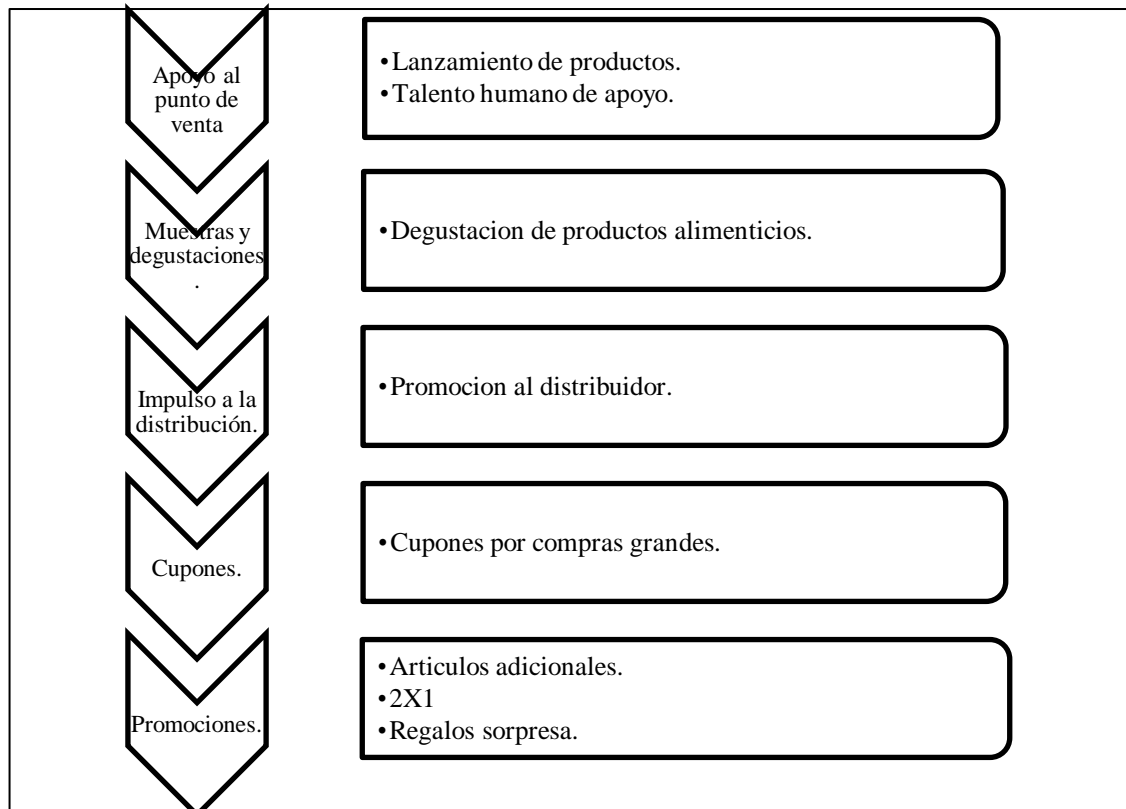 Apoyo al
punto de
venta
•Lanzamiento de productos.
•Talento humano de apoyo.
Muestras y
degustaciones
.
•Degustacion de productos alimenticios.
Impulso a la
distribución.
•Promocion al distribuidor.
Cupones.
•Cupones por compras grandes.
Promociones.
•Articulos adicionales.
•2X1
•Regalos sorpresa.